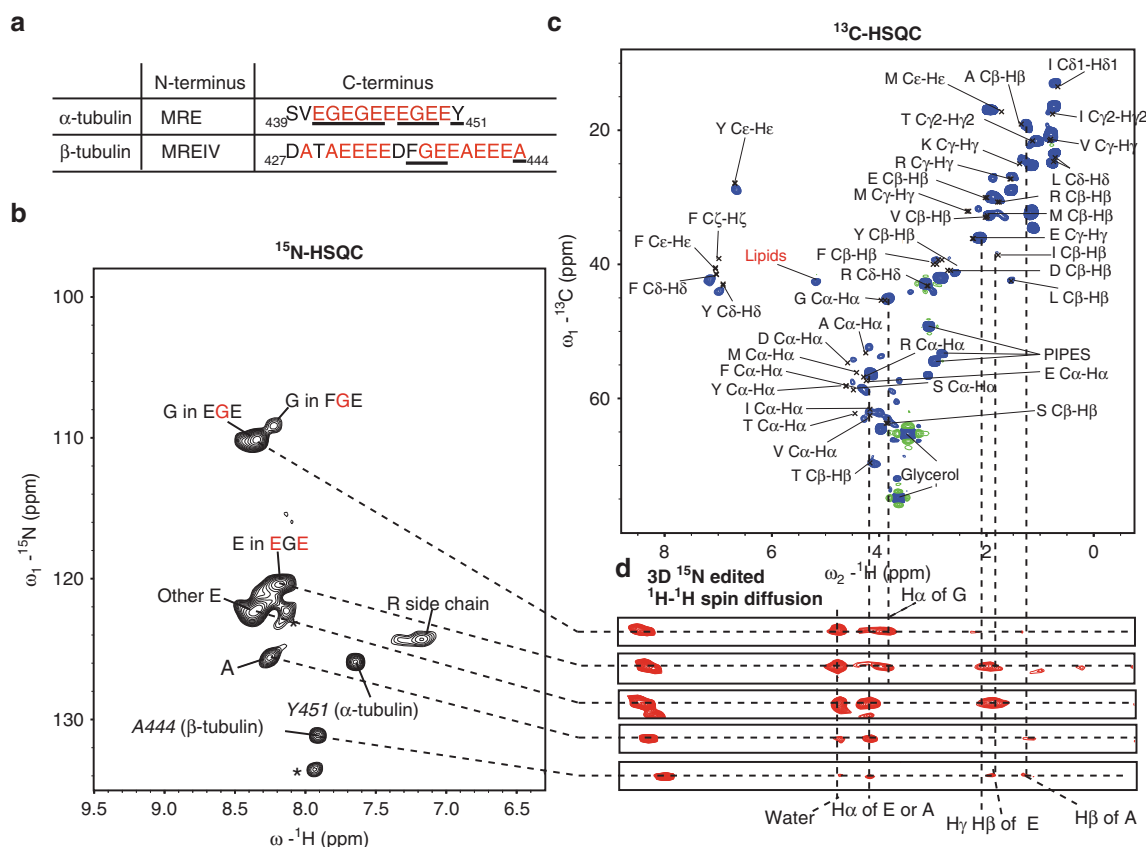 a
N-terminus C-terminus
α-tubulin MRE 439SVEGEGEEEGEEY451
β-tubulin MREIV 427DATAEEEEDFGEEAEEEA444
b
15N-HSQC
100
110
120
130
ω1 - 15N (ppm)
G in EGE
G in FGE
E in EGE
Other E
*
R side chain
A
Y451 (α-tubulin)
A444 (β-tubulin)
*
9.5 9.0 8.5 8.0 7.5 7.0 6.5
ω -1H (ppm)
c
13C-HSQC
20
40
60
ω1 - 13C (ppm)
I Cδ1-Hδ1
A Cβ-Hβ
M Cε-Hε
T Cγ2-Hγ2
I Cγ2-Hγ2
Y Cε-Hε
K Cγ-Hγ
V Cγ-Hγ
R Cγ-Hγ
E Cβ-Hβ
L Cδ-Hδ
M Cγ-Hγ
R Cβ-Hβ
V Cβ-Hβ
M Cβ-Hβ
F Cζ-Hζ
Y Cβ-Hβ
E Cγ-Hγ
F Cε-Hε
Lipids
F Cβ-Hβ
I Cβ-Hβ
R Cδ-Hδ
D Cβ-Hβ
F Cδ-Hδ
G Cα-Hα
L Cβ-Hβ
Y Cδ-Hδ
A Cα-Hα
D Cα-Hα
R Cα-Hα
PIPES
M Cα-Hα
F Cα-Hα
E Cα-Hα
Y Cα-Hα
S Cα-Hα
I Cα-Hα
S Cβ-Hβ
T Cα-Hα
V Cα-Hα
T Cβ-Hβ
Glycerol
8 6 4 2 0
ω2 -1H (ppm)
d 3D 15N edited
1H-1H spin diffusion
Hα of G
Water
Hα of E or A
Hγ Hβ of E
Hβ of A